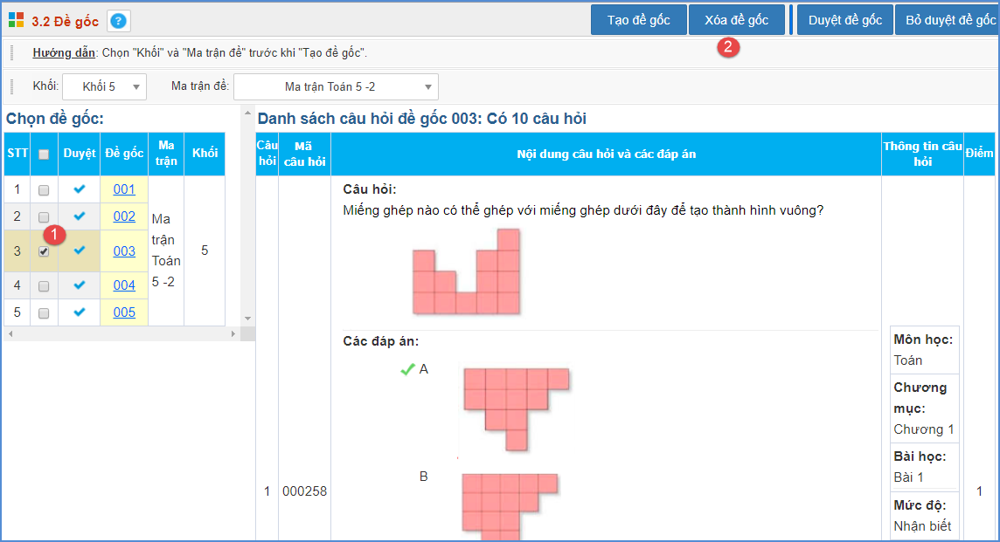 3.2 Đề gốc ?
Tạo đề gốc Xóa đề gốc Duyệt đề gốc Bỏ duyệt đề gốc
2
Hướng dẫn: Chọn "Khối" và "Ma trận đề" trước khi "Tạo đề gốc".
Khối: Khối 5 Ma trận đề: Ma trận Toán 5 -2
Chọn đề gốc:
STT Duyệt Đề gốc Ma trận Khối
1 001
2 002
1
3 003
4 004
5 005
Ma
trận
Toán
5 -2
5
Danh sách câu hỏi đề gốc 003: Có 10 câu hỏi
Câu hỏi Mã câu hỏi Nội dung câu hỏi và các đáp án Thông tin câu hỏi Điểm
1 000258
Câu hỏi:
Miếng ghép nào có thể ghép với miếng ghép dưới đây để tạo thành hình vuông?
Các đáp án:
A
B
Môn học:
Toán
Chương
mục:
Chương 1
Bài học:
Bài 1
Mức độ:
Nhận biết
1